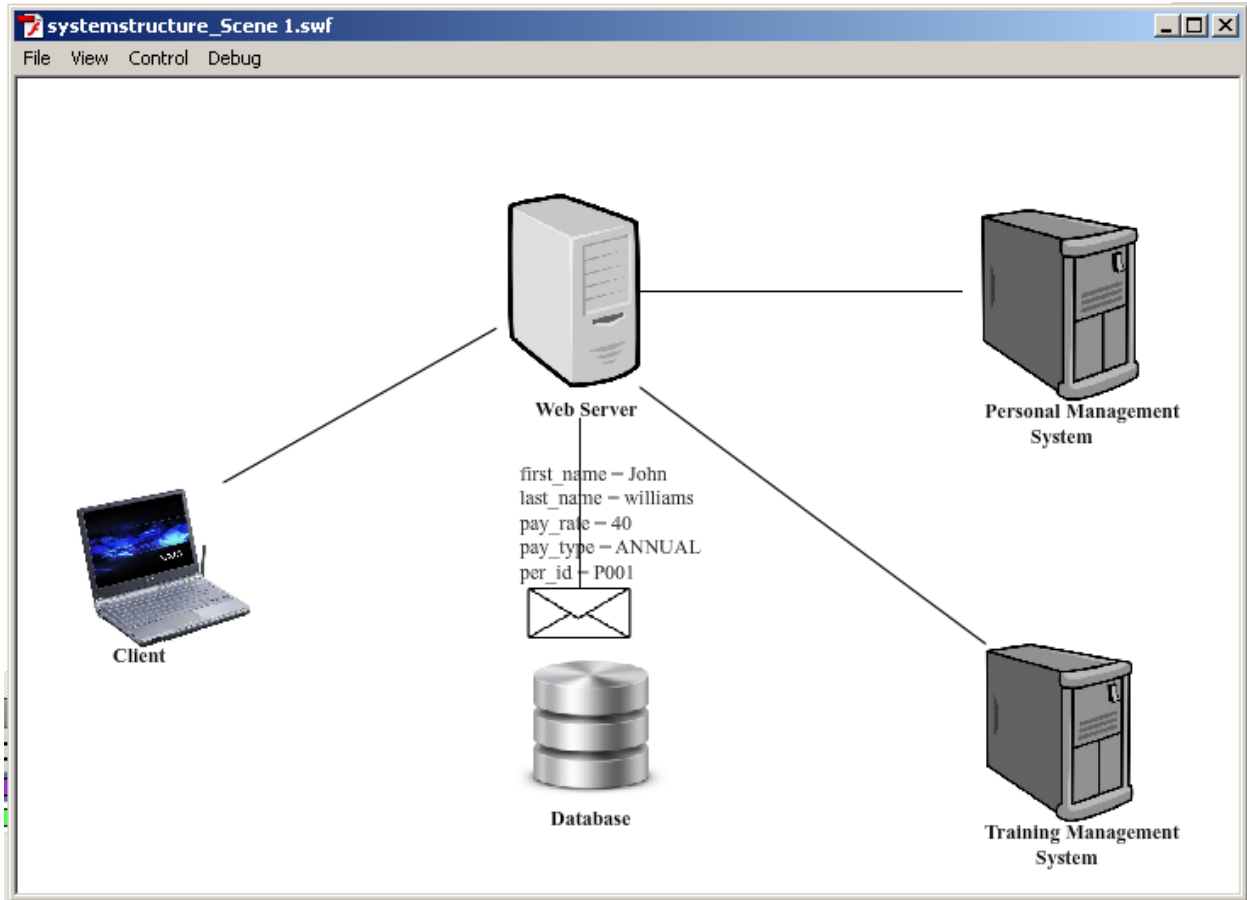 systemstructure_Scene 1.swf
File View Control Debug
Web Server
Personal Management
System
first_name = John
last_name = williams
pay_rate = 40
pay_type = ANNUAL
per_id = P001
Client
Database
Training Management
System